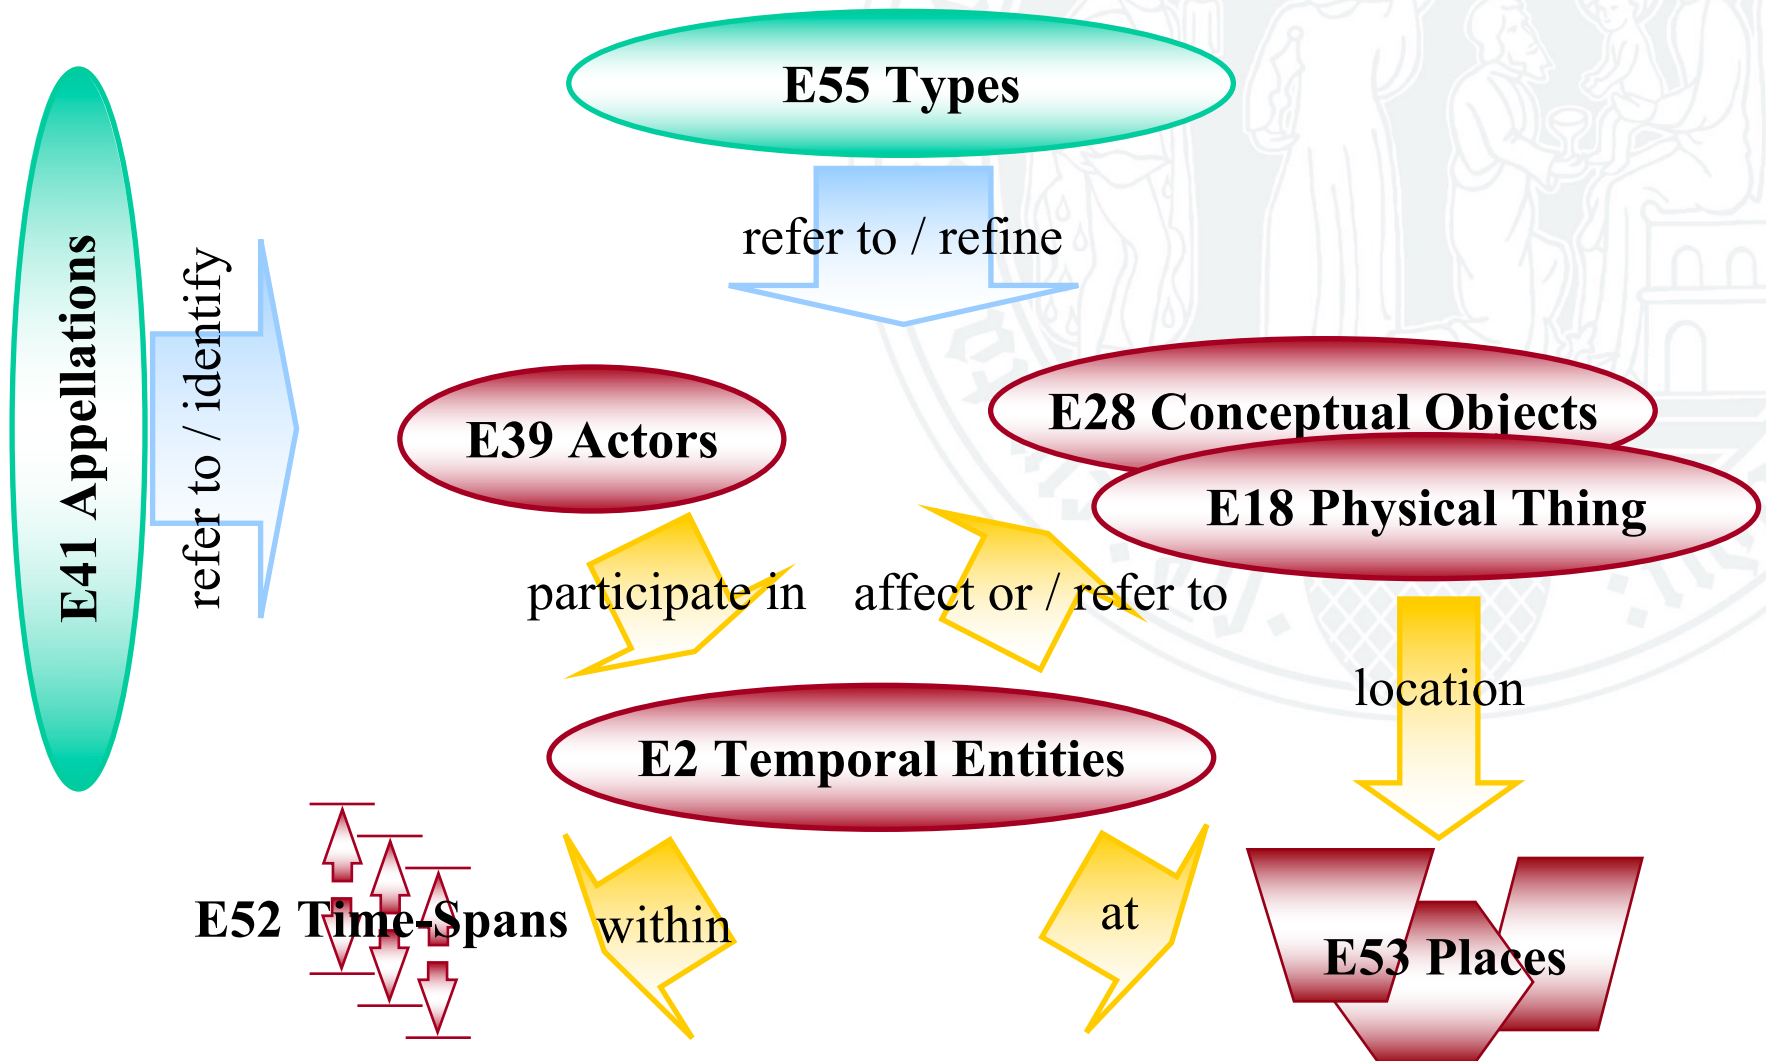 E55 Types
refer to / refine
E41 Appellations
refer to / identify
E39 Actors
E28 Conceptual Objects
E18 Physical Thing
participate in
affect or / refer to
location
E2 Temporal Entities
E52 Time-Spans
within
at
E53 Places